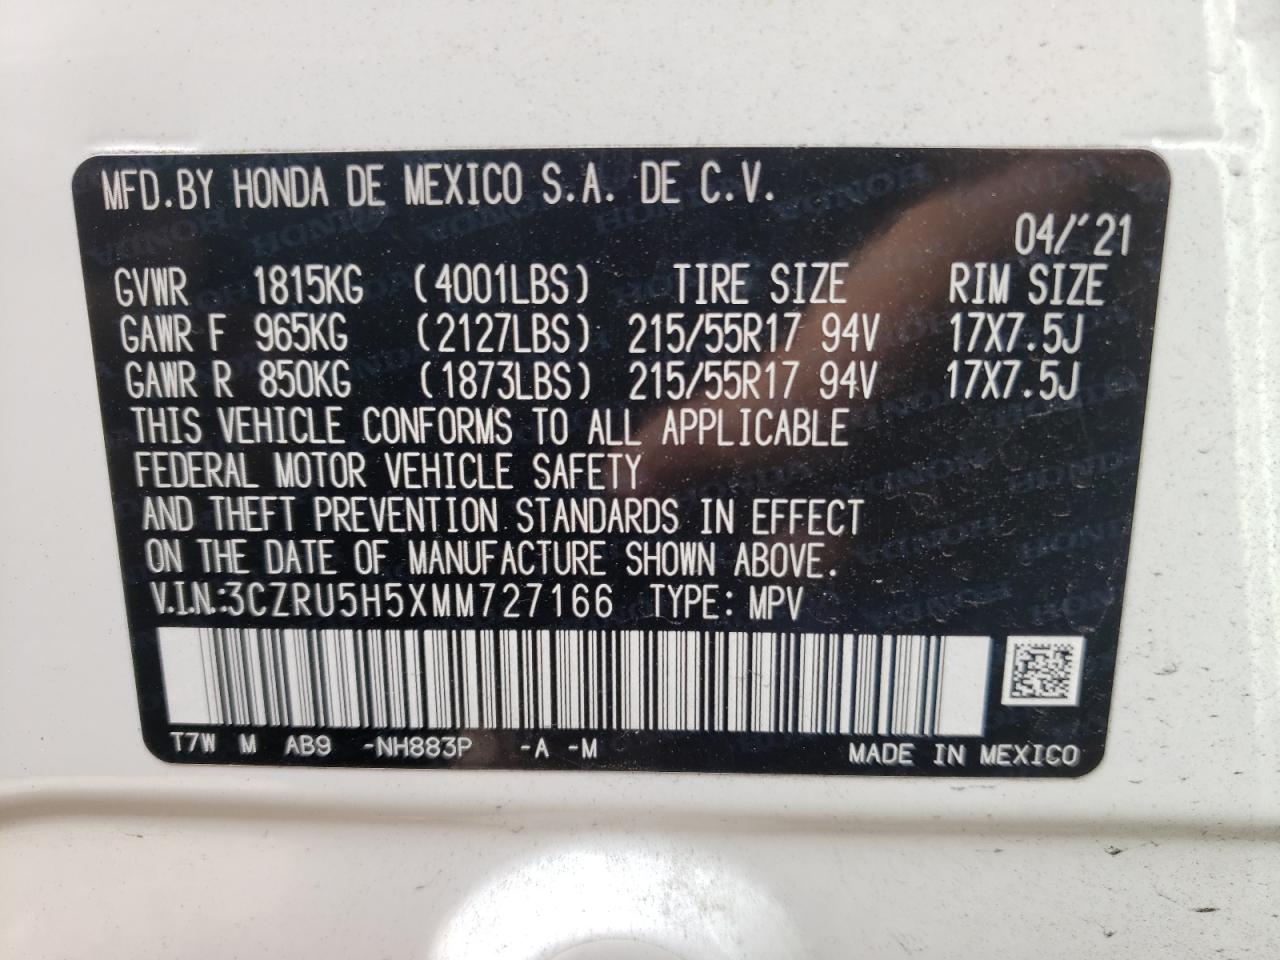 MFD.BY HONDA DE MEXICO S.A. DE C.V.
04/'21
GVWR 1815KG (4001LBS) TIRE SIZE RIM SIZE
GAWR F 965KG (2127LBS) 215/55R17 94V 17X7.5J
GAWR R 850KG (1873LBS) 215/55R17 94V 17X7.5J
THIS VEHICLE CONFORMS TO ALL APPLICABLE
FEDERAL MOTOR VEHICLE SAFETY
AND THEFT PREVENTION STANDARDS IN EFFECT
ON THE DATE OF MANUFACTURE SHOWN ABOVE.
V.I.N.:3CZRU5H5XMM727166 TYPE: MPV
T7W M AB9 -NH883P -A -M MADE IN MEXICO